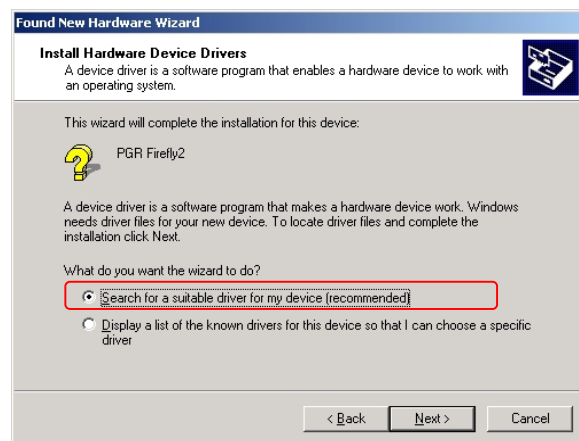 Found New Hardware Wizard
Install Hardware Device Drivers
A device driver is a software program that enables a hardware device to work with
an operating system.
This wizard will complete the installation for this device:
PGR Firefly2
A device driver is a software program that makes a hardware device work. Windows
needs driver files for your new device. To locate driver files and complete the
installation click Next.
What do you want the wizard to do?
Search for a suitable driver for my device (recommended)
Display a list of the known drivers for this device so that I can choose a specific
driver
< Back Next > Cancel